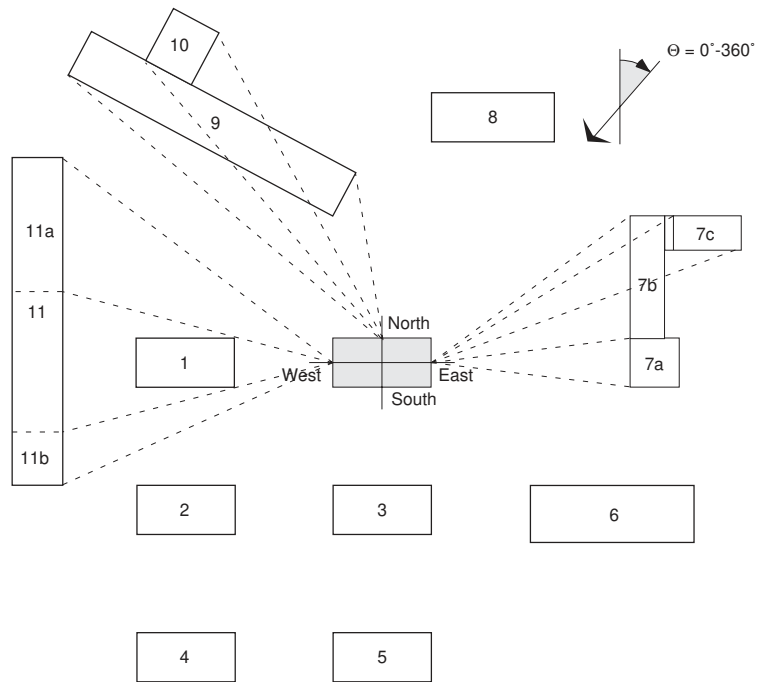 10
Θ = 0˚-360˚
9
8
11a
7c
7b
11
North
1
West
East
7a
South
11b
2
3
6
4
5